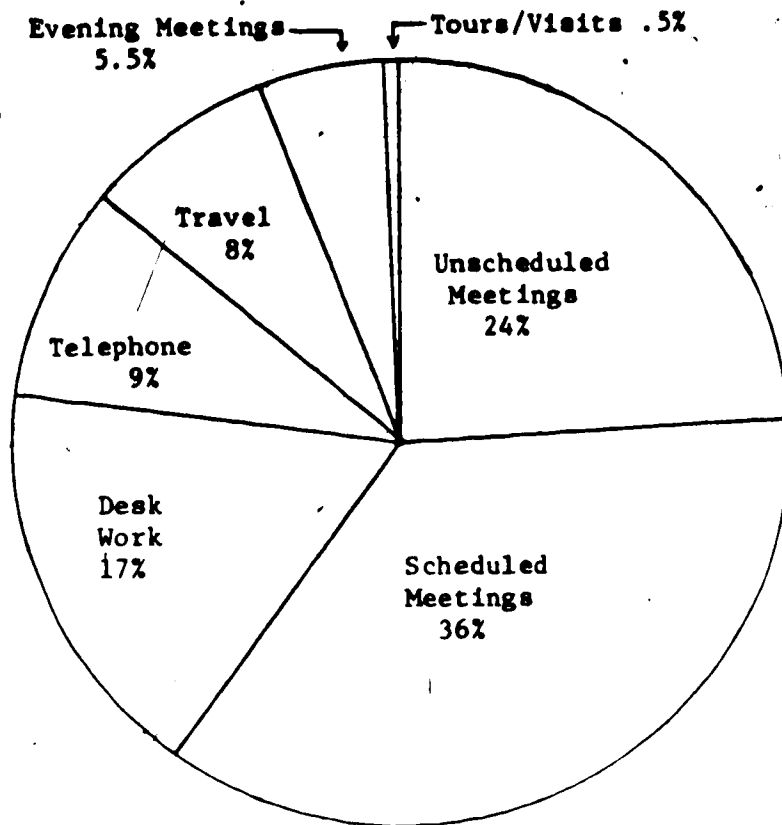 Evening Meetings
5.5%
Tours/Visits .5%
Travel
8%
Unscheduled
Meetings
24%
Telephone
9%
Desk
Work
17%
Scheduled
Meetings
36%